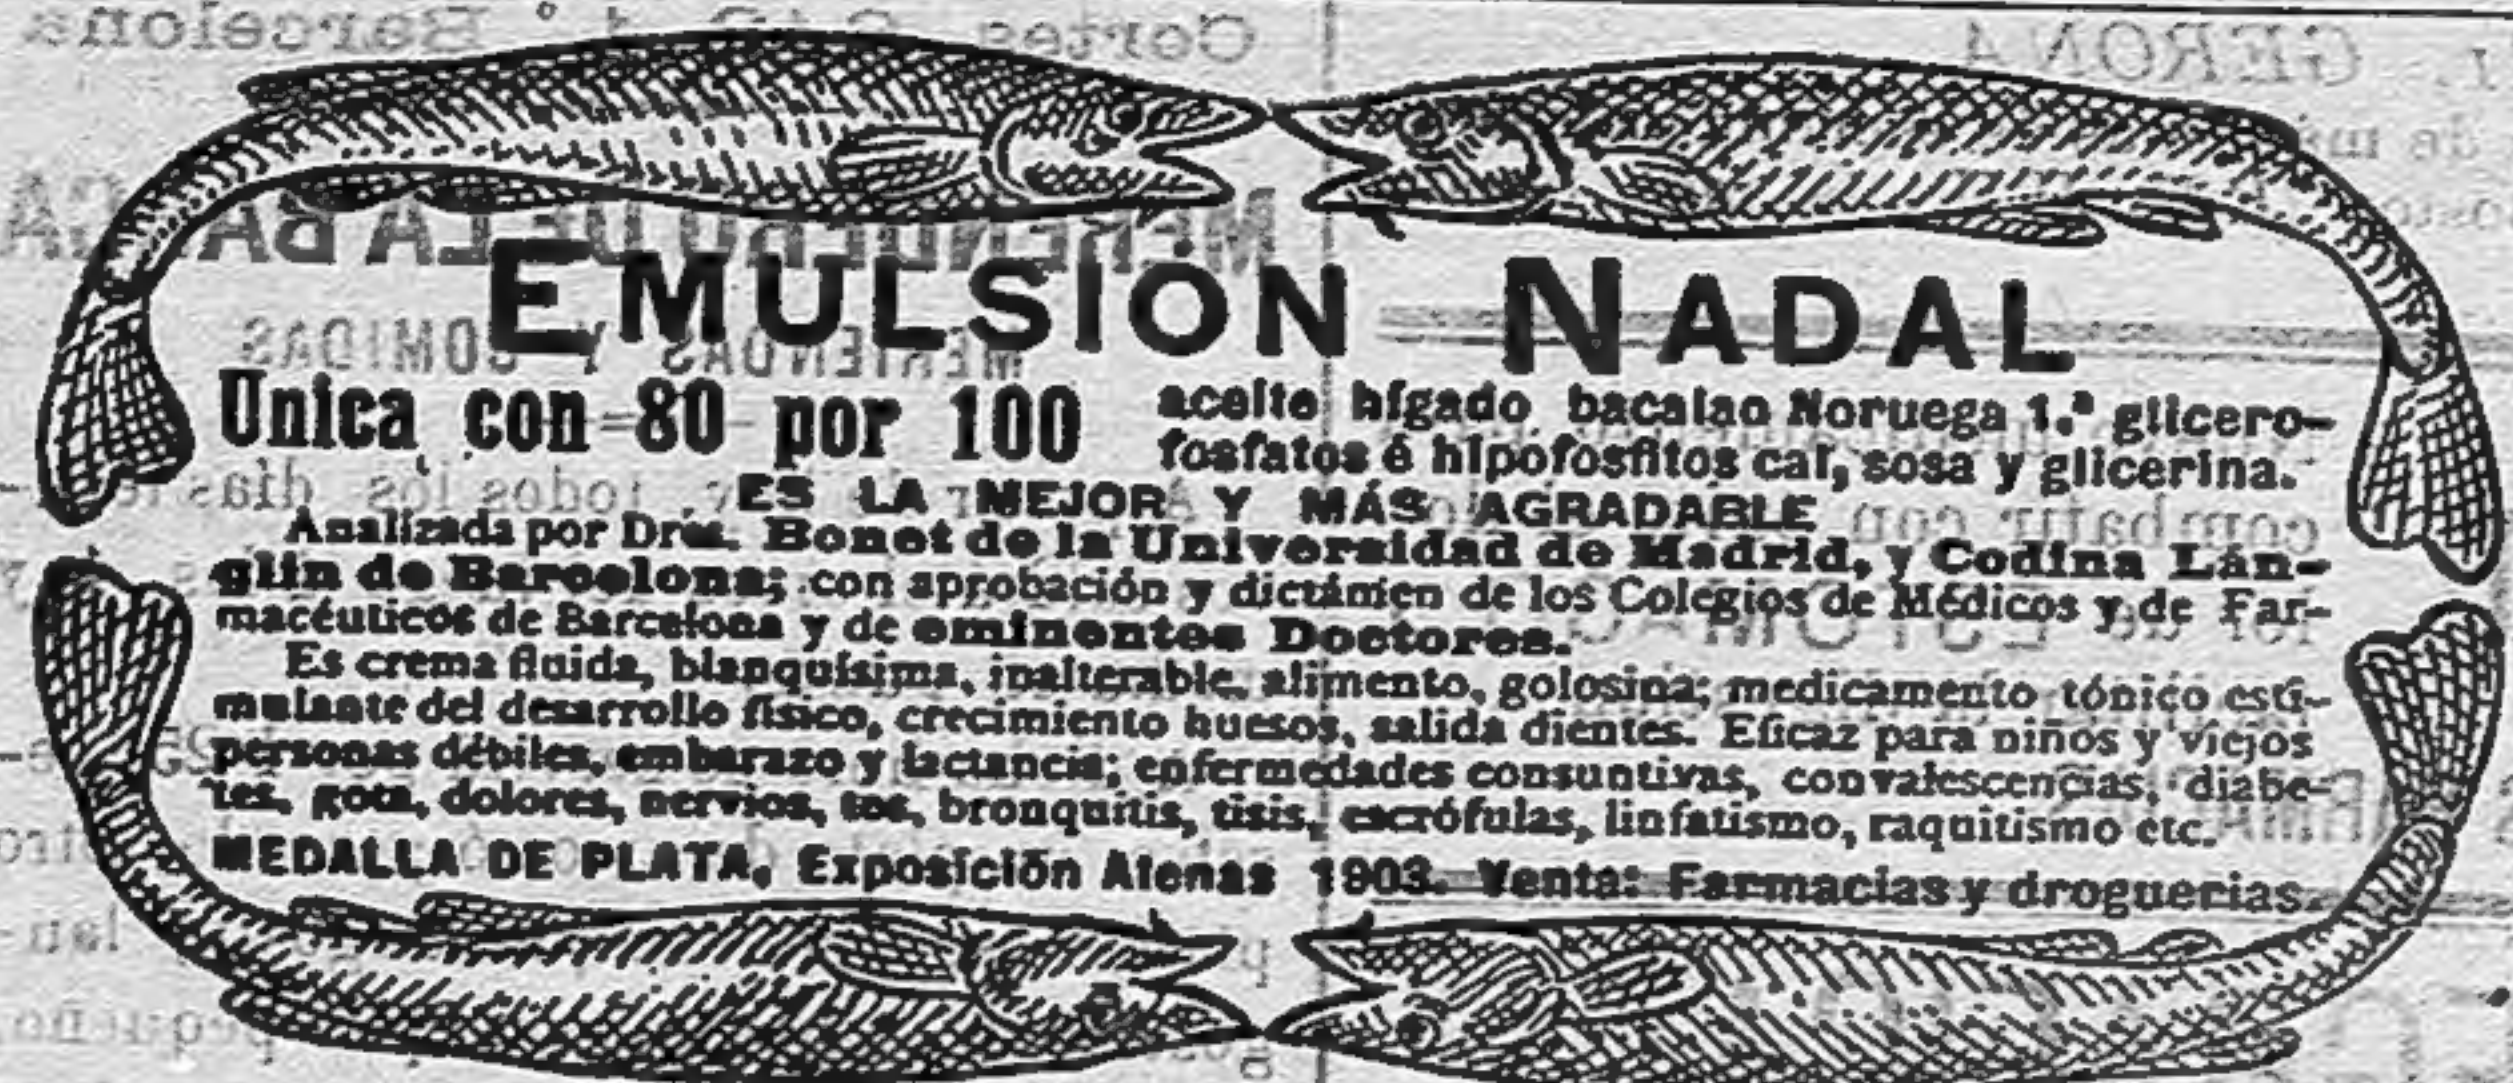 EMULSIÓN NADAL
Unica con 80 por 100 aceite hígado bacalao Noruega 1.ª glicero-
fosfatos é hipofosfitos cal, sosa y glicerina.
ES LA MEJOR Y MÁS AGRADABLE
Analizada por Dres. Bonet de la Universidad de Madrid, y Codina Lán-
glin de Barcelona; con aprobación y dictámen de los Colegios de Médicos y de Far-
macéuticos de Barcelona y de eminentes Doctores.
Es crema fluida, blanquísima, inalterable, alimento, golosina; medicamento tónico estí-
mulante del desarrollo físico, crecimiento huesos, salida dientes. Eficaz para niños y viejos
personas débiles, embarazo y lactancia; enfermedades consuntivas, convalescencias, diabe-
tes, gota, dolores, nervios, tos, bronquitis, tisis, escrófulas, linfatismo, raquitismo etc.
MEDALLA DE PLATA, Exposición Atenas 1903. Venta: Farmacias y droguerias.